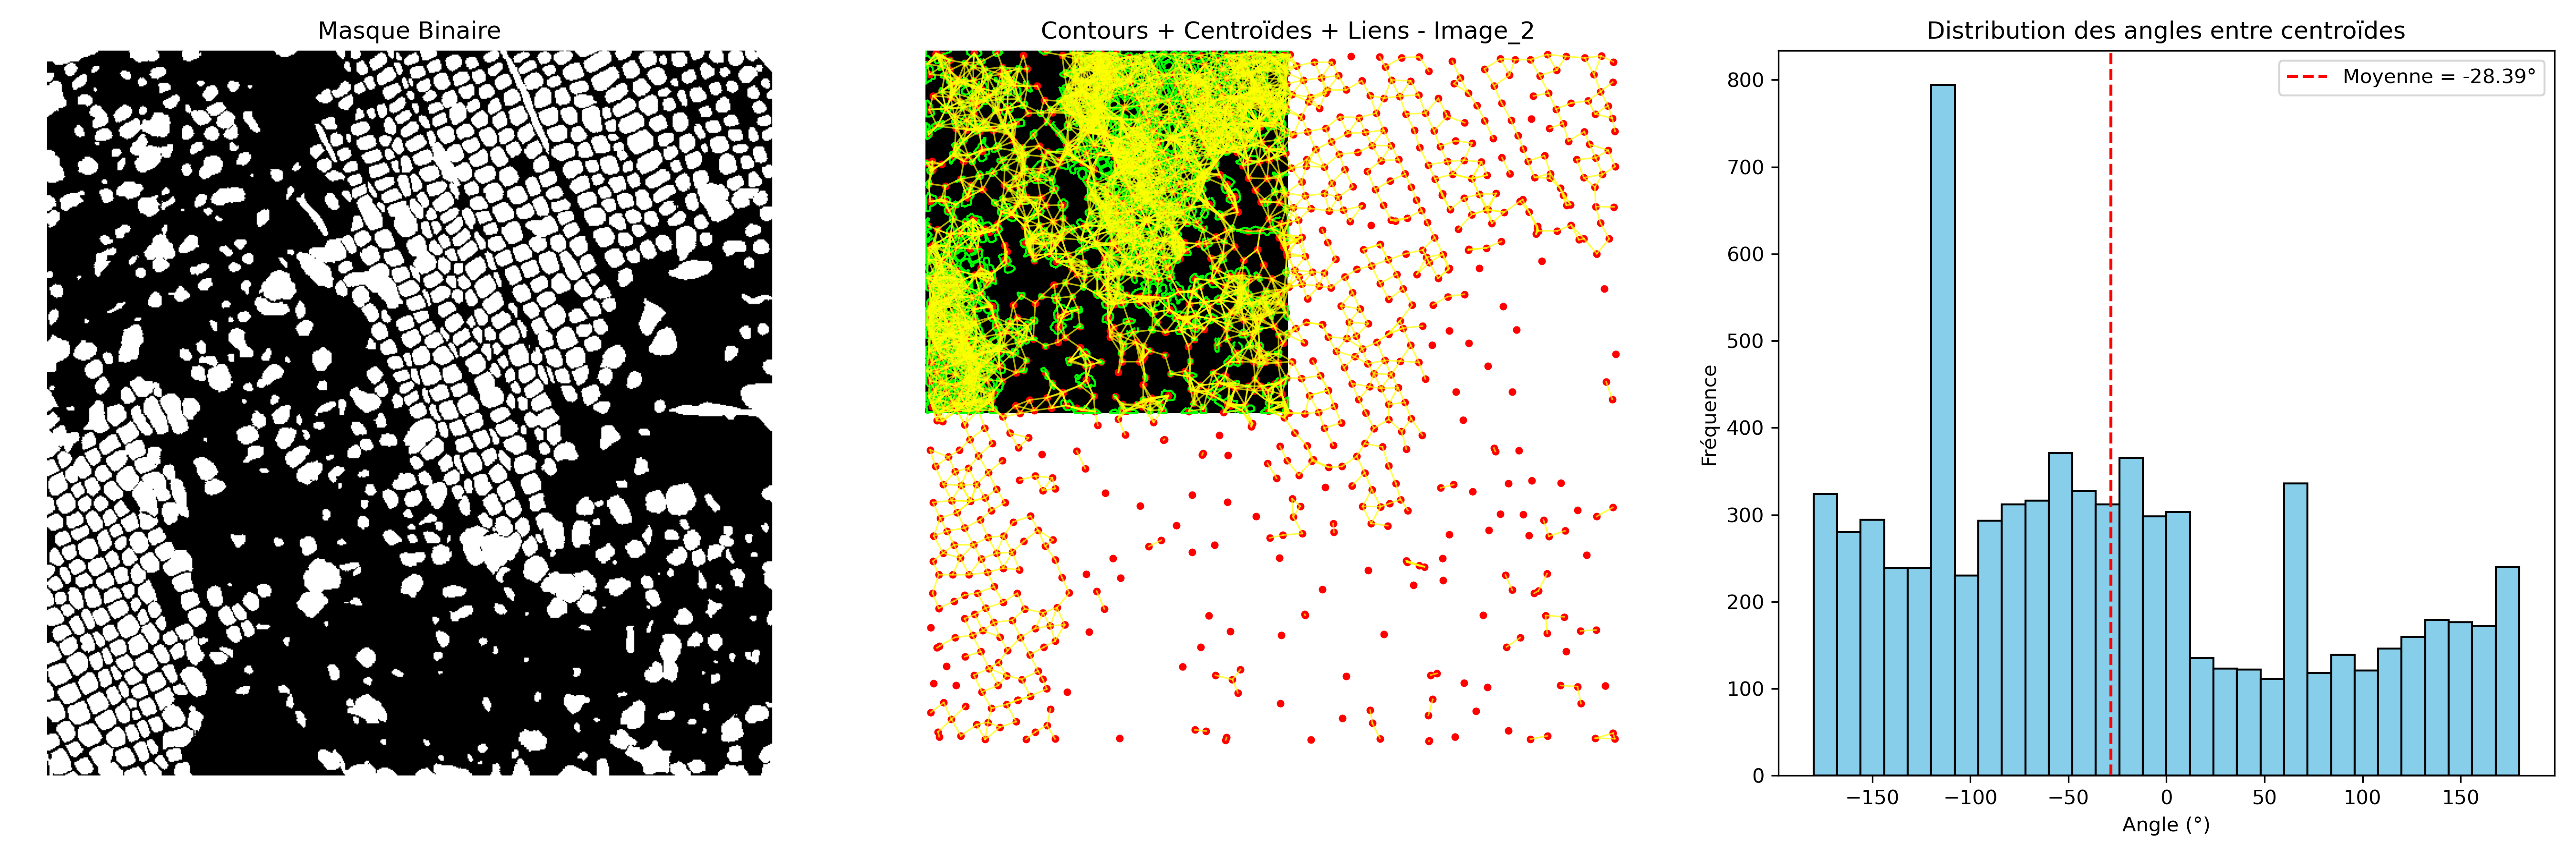 Masque Binaire
Contours + Centroïdes + Liens - Image_2
Distribution des angles entre centroïdes
Moyenne = -28.39°
Fréquence
800
700
600
500
400
300
200
100
0
−150
−100
−50
0
50
100
150
Angle (°)